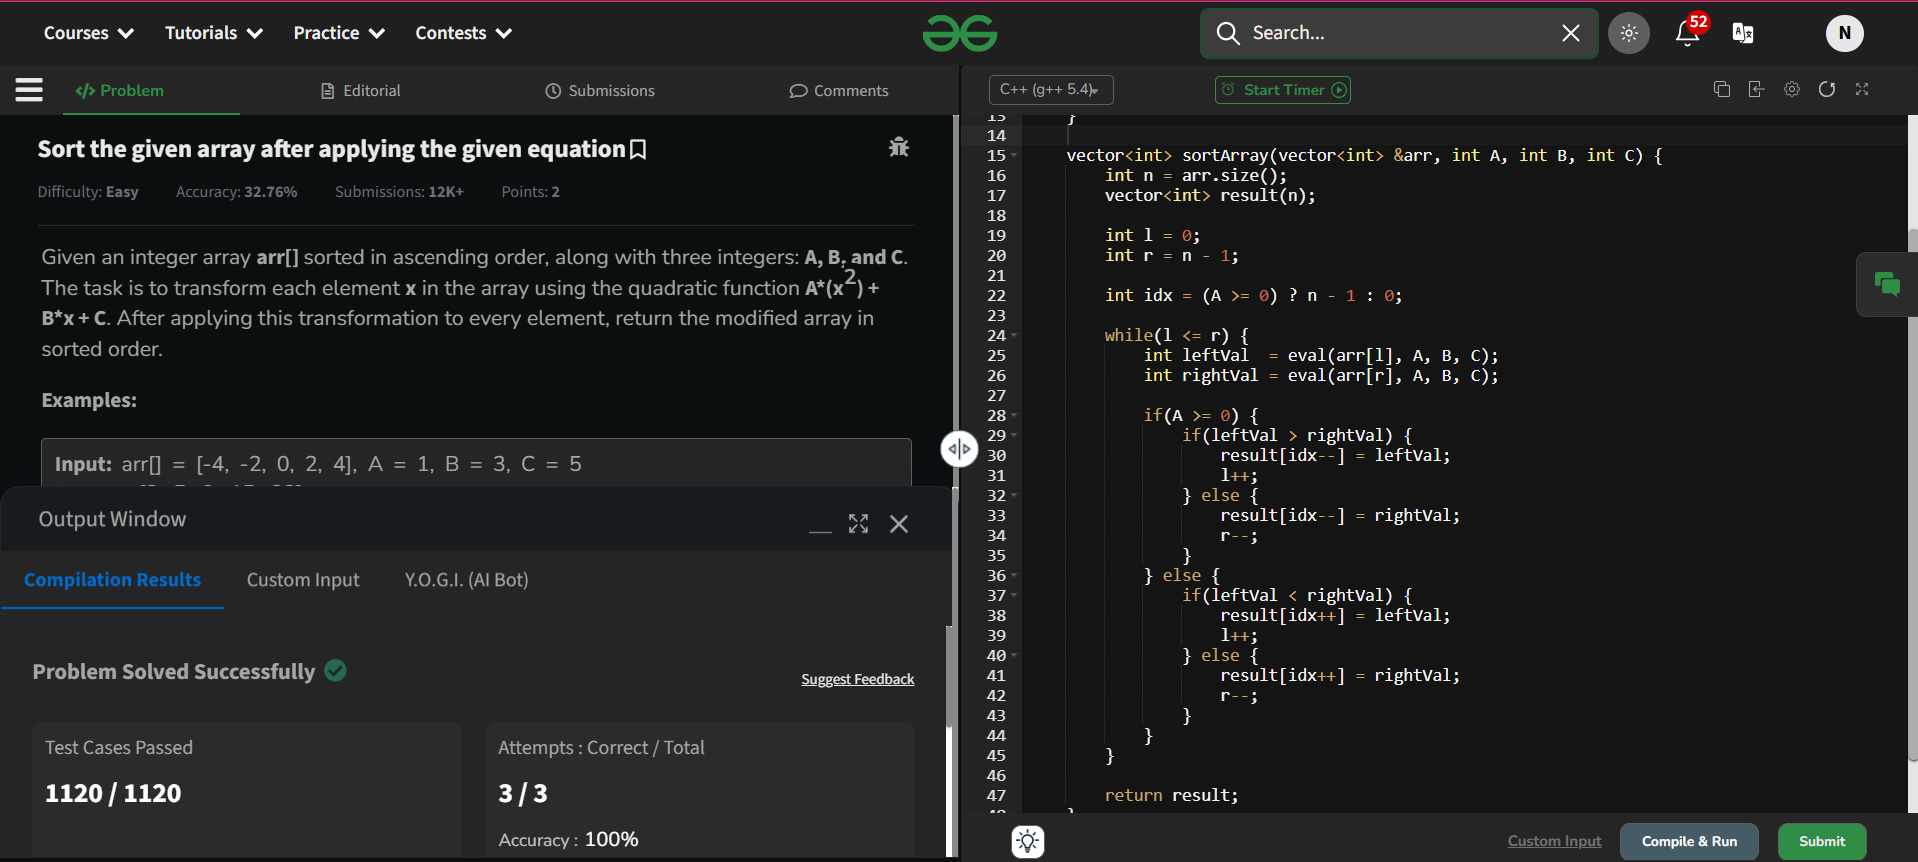 Courses Tutorials Practice Contests Search... 52 N
Problem Editorial Submissions Comments
C++ (g++ 5.4) Start Timer
Sort the given array after applying the given equation
Difficulty: Easy Accuracy: 32.76% Submissions: 12K+ Points: 2
Given an integer array arr[] sorted in ascending order, along with three integers: A, B, and C.
The task is to transform each element x in the array using the quadratic function A*(x2) +
B*x + C. After applying this transformation to every element, return the modified array in
sorted order.
Examples:
Input: arr[] = [-4, -2, 0, 2, 4], A = 1, B = 3, C = 5
Output Window
Compilation Results Custom Input Y.O.G.I. (AI Bot)
Problem Solved Successfully
Suggest Feedback
Test Cases Passed
1120 / 1120
Attempts : Correct / Total
3 / 3
Accuracy : 100%
13 }
14
15 vector<int> sortArray(vector<int> &arr, int A, int B, int C) {
16 int n = arr.size();
17 vector<int> result(n);
18
19 int l = 0;
20 int r = n - 1;
21
22 int idx = (A >= 0) ? n - 1 : 0;
23
24 while(l <= r) {
25 int leftVal  = eval(arr[l], A, B, C);
26 int rightVal = eval(arr[r], A, B, C);
27
28 if(A >= 0) {
29 if(leftVal > rightVal) {
30 result[idx--] = leftVal;
31 l++;
32 } else {
33 result[idx--] = rightVal;
34 r--;
35 }
36 } else {
37 if(leftVal < rightVal) {
38 result[idx++] = leftVal;
39 l++;
40 } else {
41 result[idx++] = rightVal;
42 r--;
43 }
44 }
45 }
46
47 return result;
Custom Input Compile & Run Submit